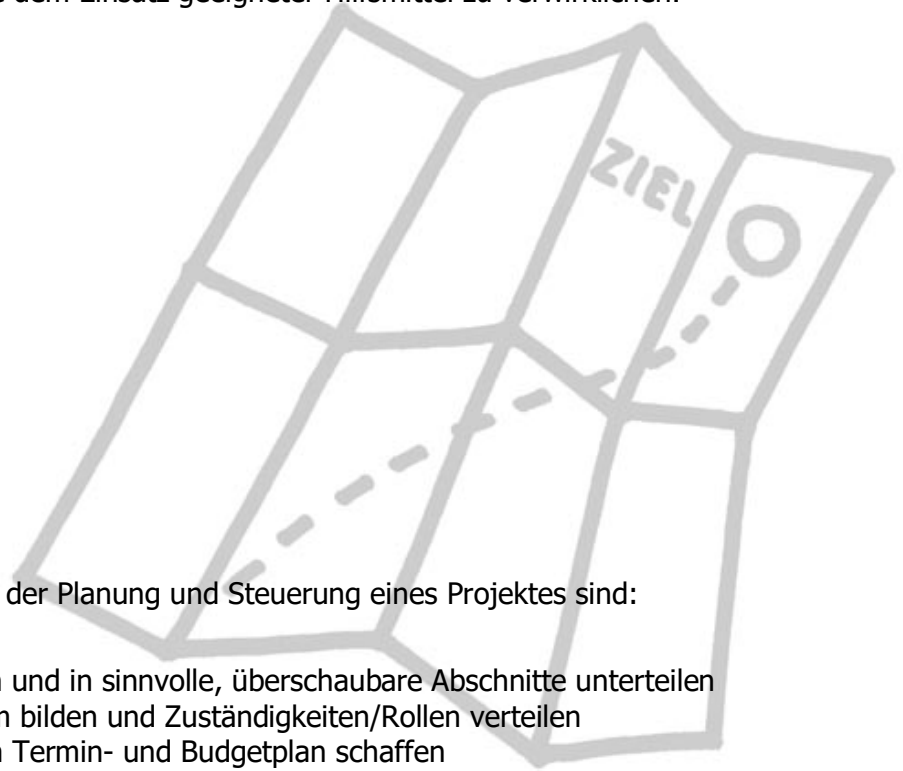 dem Einsatz geeigneter Hilfsmittel zu verwirklichen.
ZIEL
der Planung und Steuerung eines Projektes sind:
und in sinnvolle, überschaubare Abschnitte unterteilen
bilden und Zuständigkeiten/Rollen verteilen
Termin- und Budgetplan schaffen